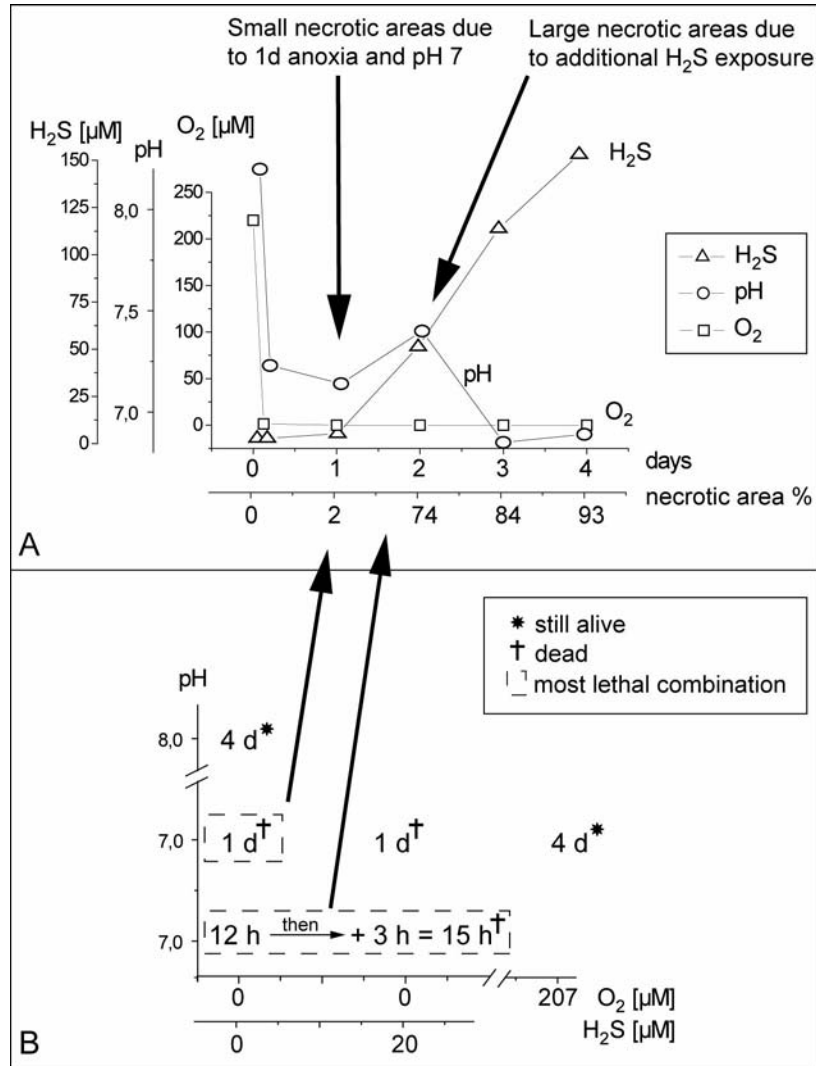 Small necrotic areas due
to 1d anoxia and pH 7
Large necrotic areas due
to additional H₂S exposure
H₂S [µM]
pH
O₂ [µM]
150
125
100
75
50
25
0
8,0
7,5
7,0
250
200
150
100
50
0
H₂S
pH
O₂
H₂S
pH
O₂
0 1 2 3 4 days
0 2 74 84 93 necrotic area %
A
still alive
† dead
most lethal combination
pH
8,0
4 d*
7,0
1 d†
1 d†
4 d*
7,0
12 h then + 3 h = 15 h†
0 0 207 O₂ [µM]
H₂S [µM]
0 20
B